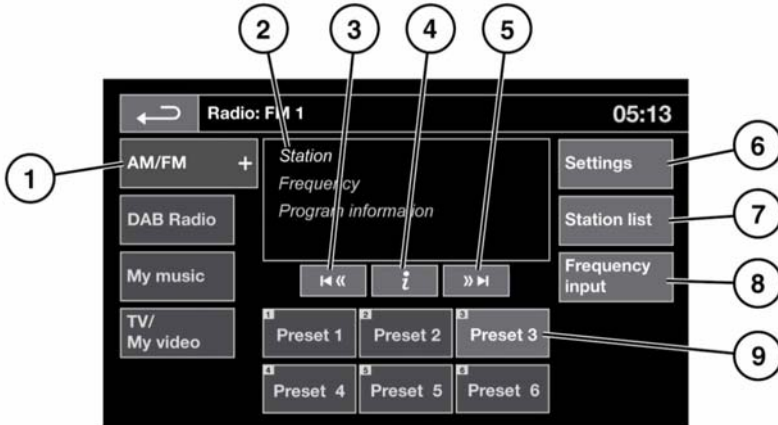 2 3 4 5
Radio: FM 1 05:13
1
AM/FM +
Station
Frequency
Program information
Settings
6
DAB Radio
Station list
7
My music
i
Frequency
input
8
TV/
My video
1 Preset 1 2 Preset 2 3 Preset 3
9
4 Preset 4 5 Preset 5 6 Preset 6